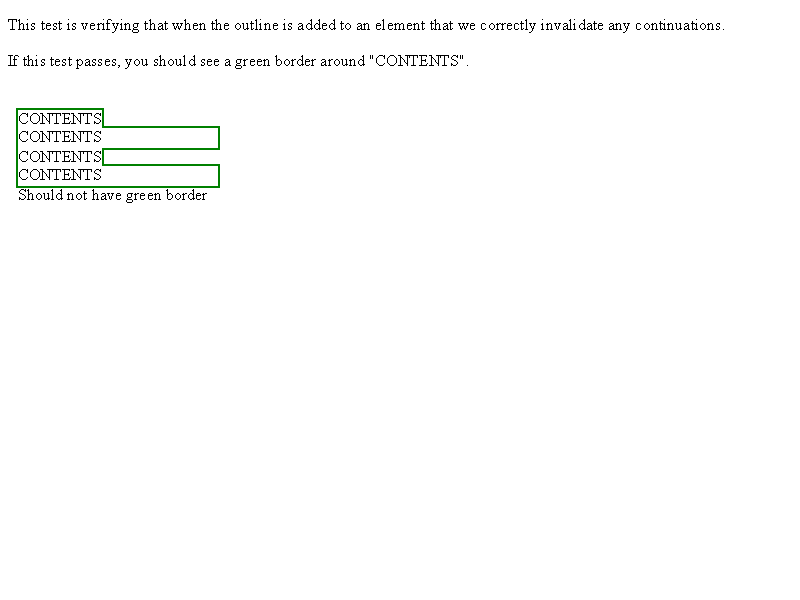 This test is verifying that when the outline is added to an element that we correctly invalidate any continuations.
If this test passes, you should see a green border around "CONTENTS".
CONTENTS
CONTENTS
CONTENTS
CONTENTS
Should not have green border